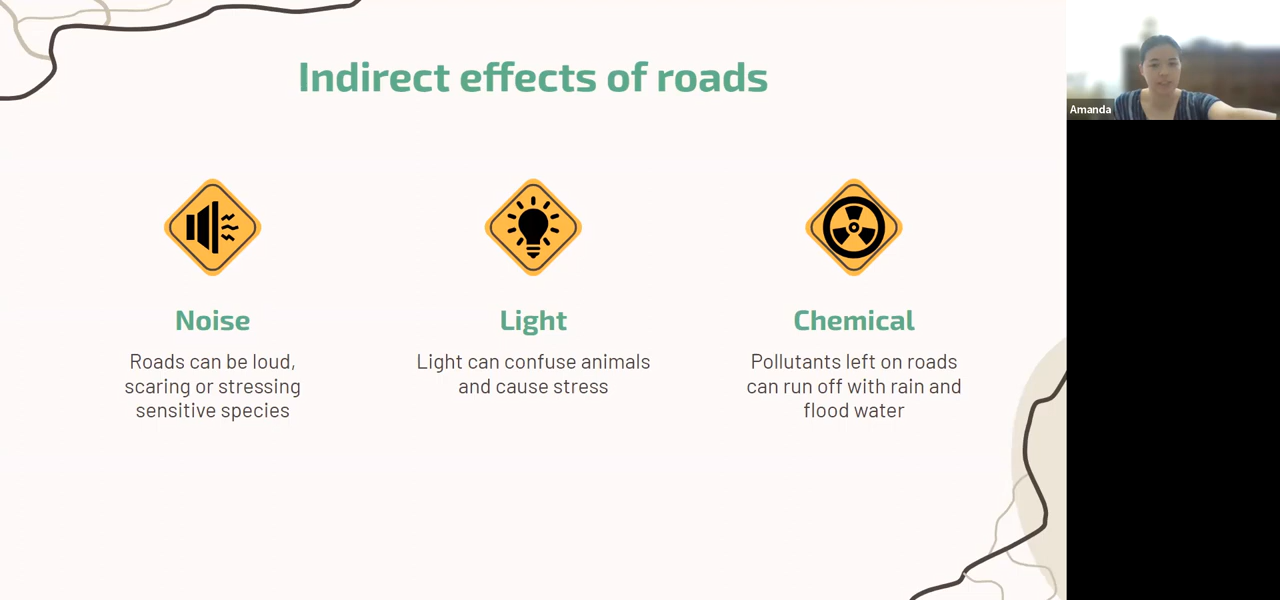 Indirect effects of roads
Amanda
Noise
Roads can be loud,
scaring or stressing
sensitive species
Light
Light can confuse animals
and cause stress
Chemical
Pollutants left on roads
can run off with rain and
flood water